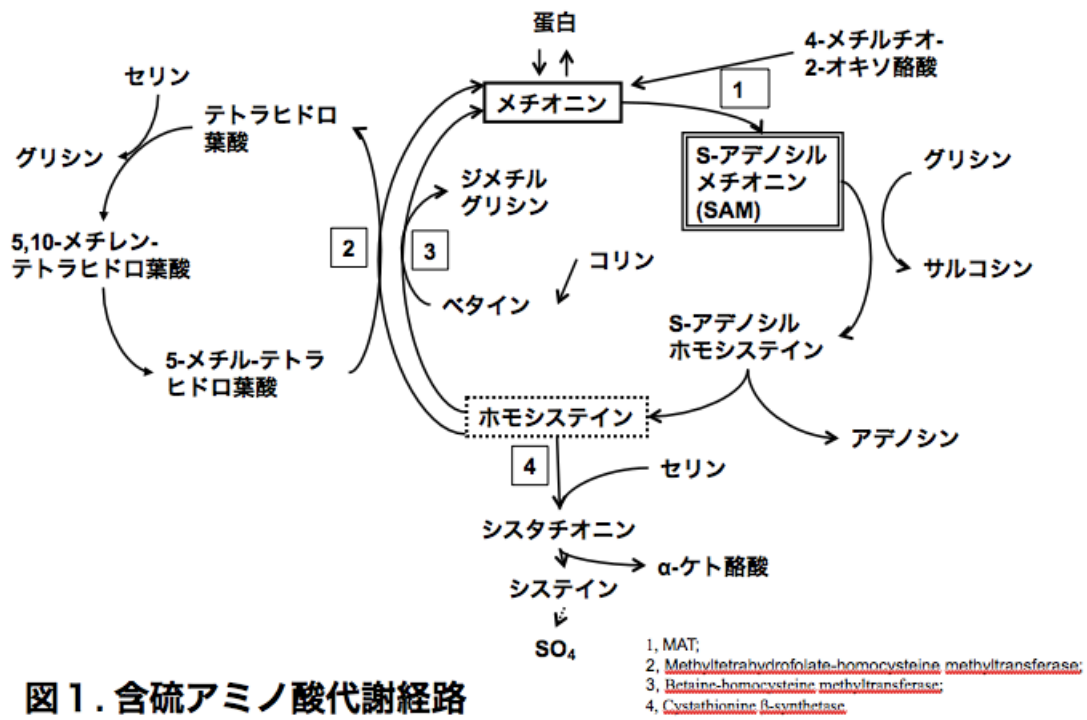 蛋白
4-メチルチオ-
2-オキソ酪酸
セリン
1
メチオニン
テトラヒドロ
葉酸
グリシン
S-アデノシル
メチオニン
(SAM)
グリシン
ジメチル
グリシン
5,10-メチレン-
テトラヒドロ葉酸
2
3
コリン
サルコシン
ベタイン
S-アデノシル
ホモシステイン
5-メチル-テトラ
ヒドロ葉酸
ホモシステイン
アデノシン
4
セリン
シスタチオニン
α-ケト酪酸
システイン
SO₄
1, MAT;
2, Methyltetrahydrofolate-homocysteine methyltransferase;
3, Betaine-homocysteine methyltransferase;
4, Cystathionine ß-synthetase
図１. 含硫アミノ酸代謝経路